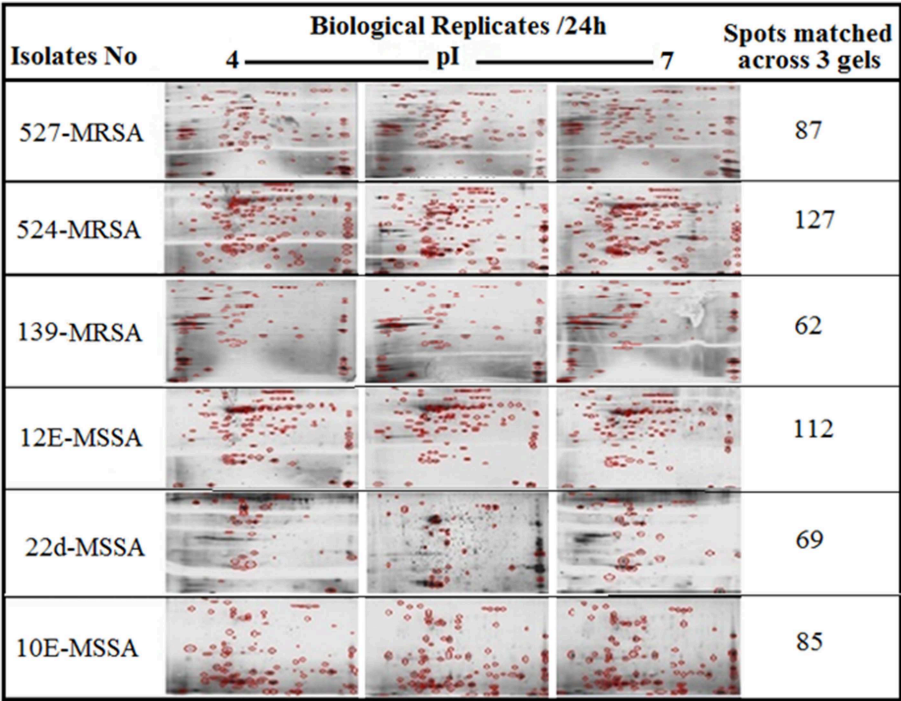 Biological Replicates /24h
Spots matched
Isolates No
4
pI
7
across 3 gels
527-MRSA
87
524-MRSA
127
139-MRSA
62
12E-MSSA
112
22d-MSSA
69
10E-MSSA
85